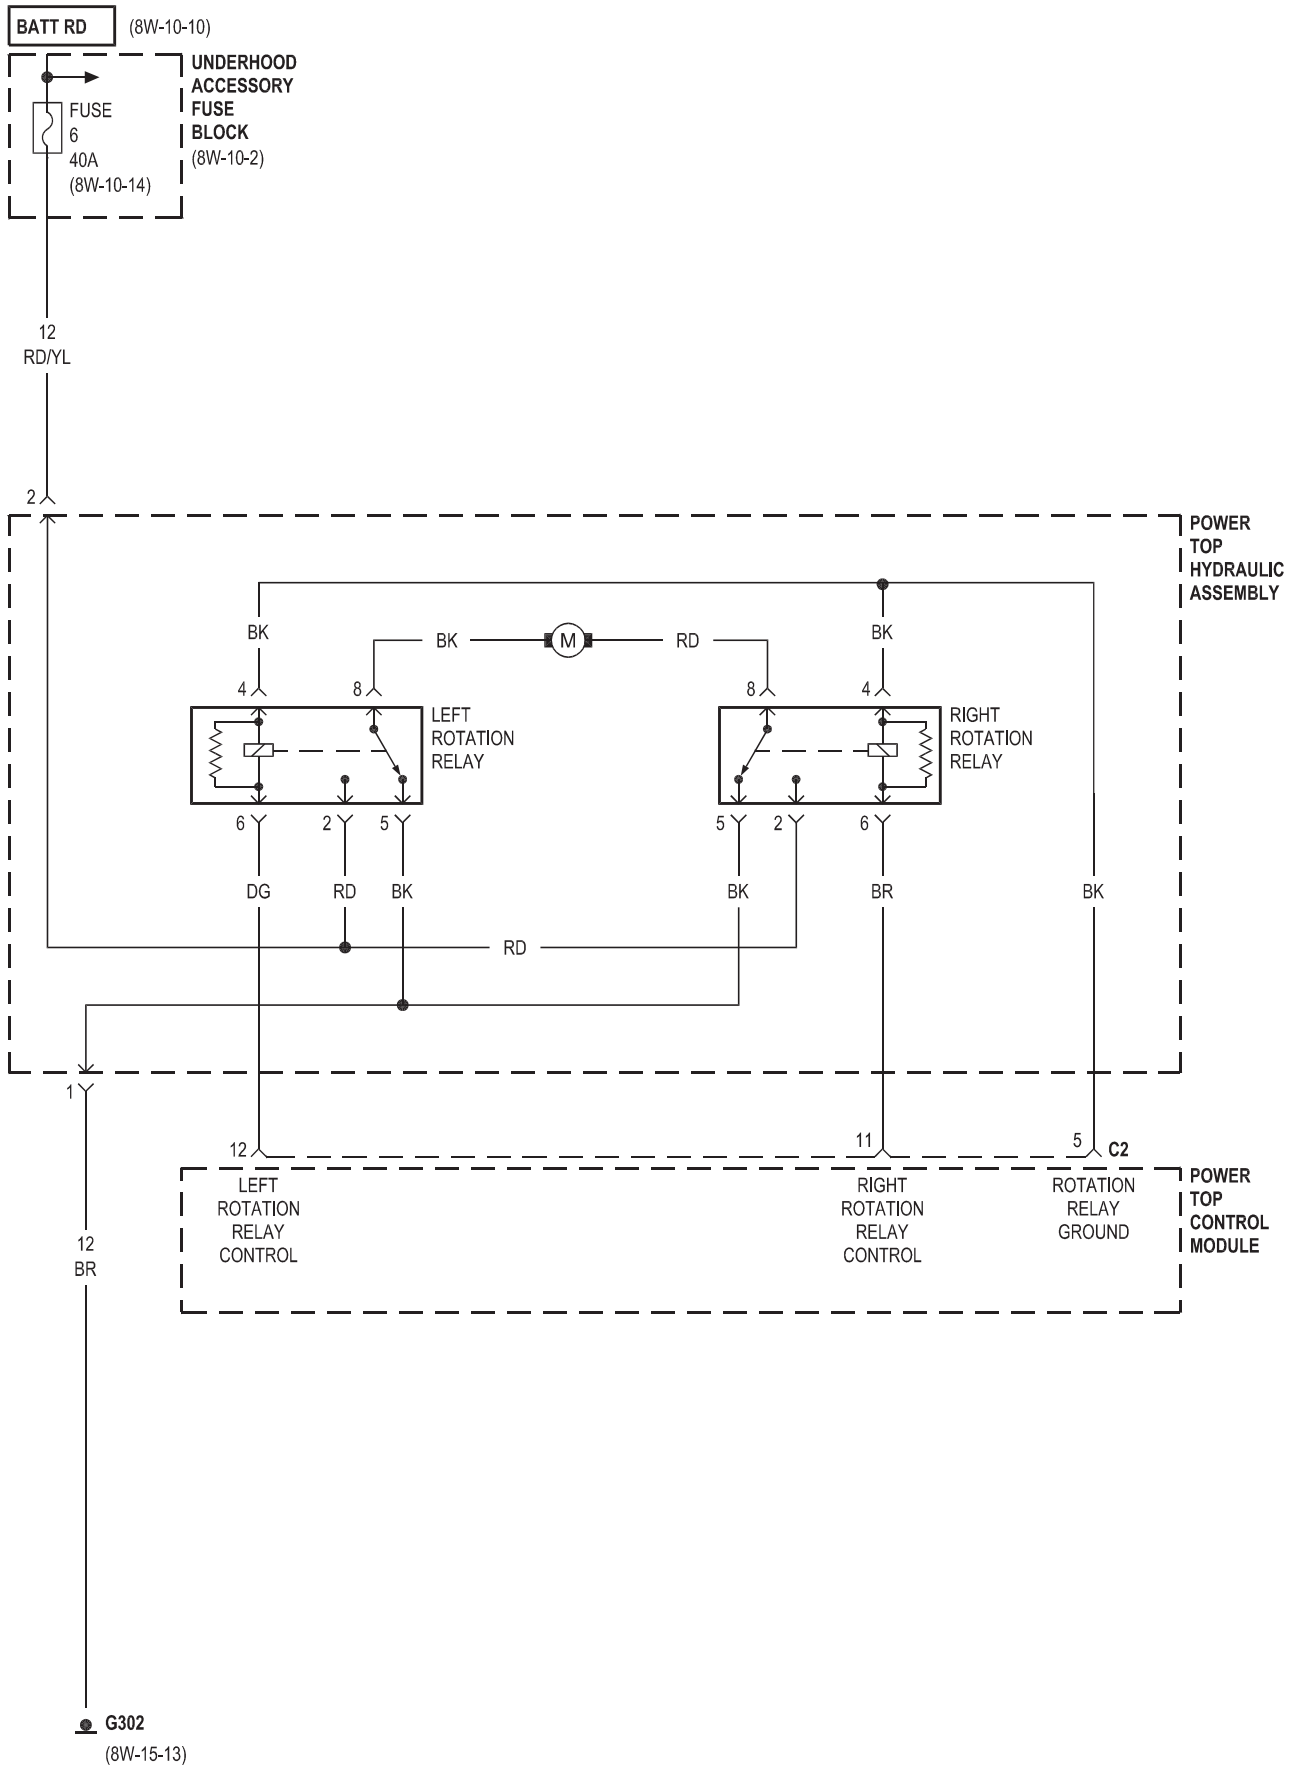 BATT RD (8W-10-10)
UNDERHOOD
ACCESSORY
FUSE
BLOCK
(8W-10-2)
FUSE
6
40A
(8W-10-14)
12
RD/YL
2
POWER
TOP
HYDRAULIC
ASSEMBLY
BK
BK
M
RD
BK
4
8
8
4
LEFT
ROTATION
RELAY
RIGHT
ROTATION
RELAY
6
2
5
5
2
6
DG
RD
BK
BK
BR
BK
RD
1
12
11
5
C2
LEFT
ROTATION
RELAY
CONTROL
RIGHT
ROTATION
RELAY
CONTROL
ROTATION
RELAY
GROUND
POWER
TOP
CONTROL
MODULE
12
BR
G302
(8W-15-13)